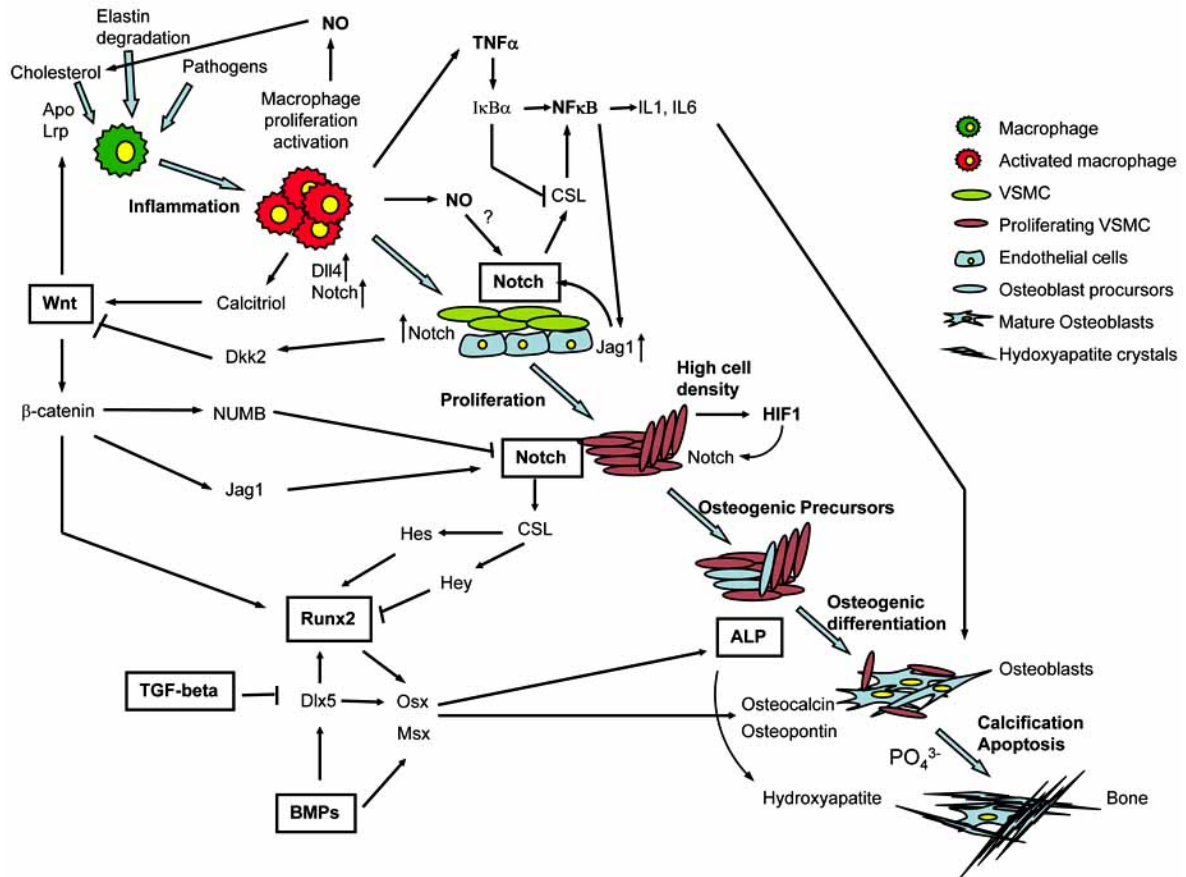 Elastin
degradation
NO
Cholesterol
Pathogens
Apo
Lrp
Macrophage
proliferation
activation
TNFα
IκBα
NFκB
IL1, IL6
CSL
Inflammation
NO
?
Notch
Dll4
Notch
Wnt
Calcitriol
Notch
Jag1
Dkk2
High cell
density
Proliferation
HIF1
β-catenin
NUMB
Notch
Notch
Jag1
Osteogenic Precursors
Hes
CSL
Hey
Runx2
Osteogenic
differentiation
ALP
TGF-beta
Dlx5
Osx
Msx
Osteoblasts
Osteocalcin
Osteopontin
Calcification
Apoptosis
PO₄³⁻
BMPs
Hydroxyapatite
Bone
Macrophage
Activated macrophage
VSMC
Proliferating VSMC
Endothelial cells
Osteoblast precursors
Mature Osteoblasts
Hydoxyapatite crystals